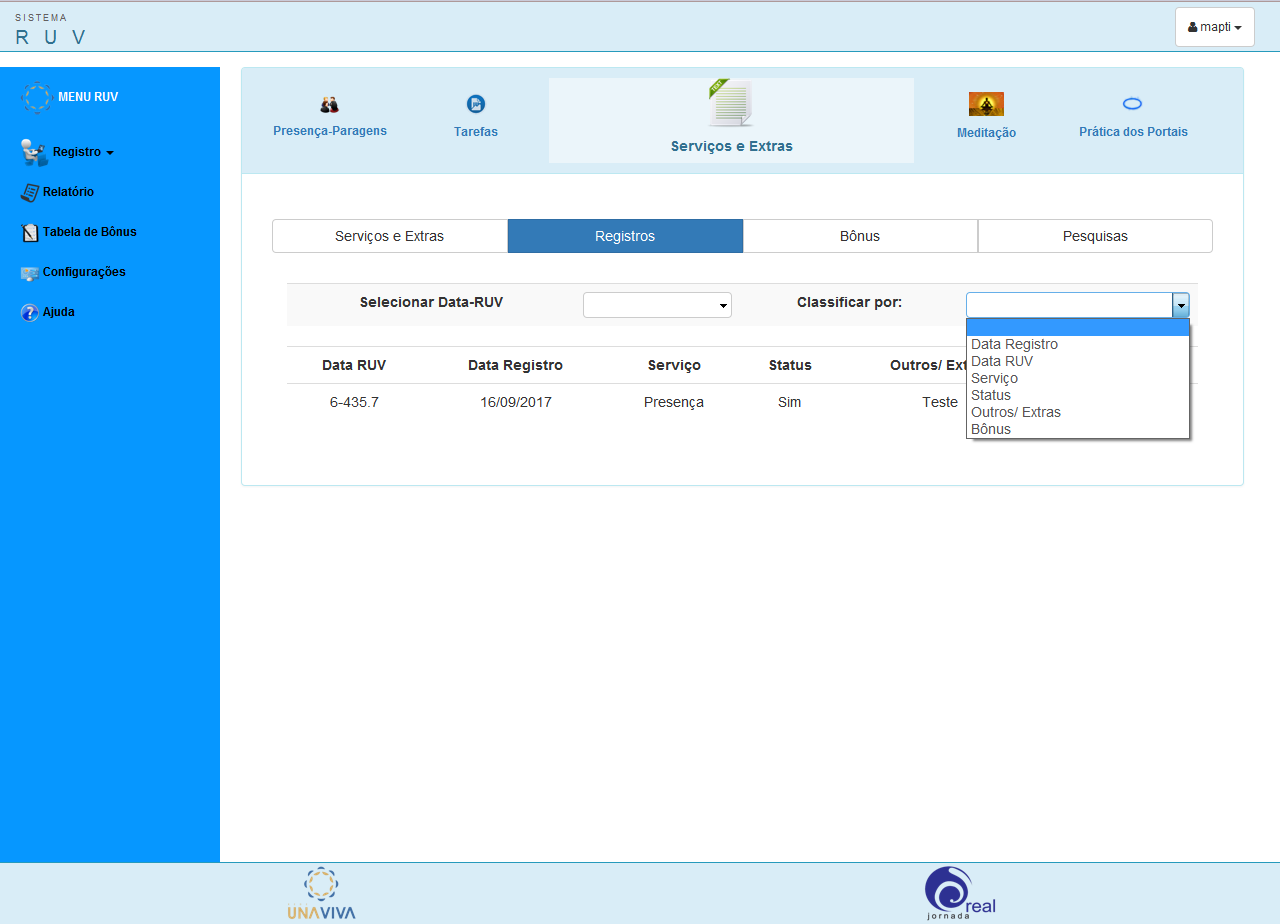 SISTEMA
R U V
mapti
MENU RUV
Registro
Relatório
Tabela de Bônus
Configurações
Ajuda
Presença-Paragens
Tarefas
Serviços e Extras
Meditação
Prática dos Portais
Serviços e Extras Registros Bônus Pesquisas
Selecionar Data-RUV Classificar por:
Data Registro
Data RUV
Serviço
Status
Outros/ Extras
Bônus
Data RUV Data Registro Serviço Status Outros/ Ext
6-435.7 16/09/2017 Presença Sim Teste
UNAVIVA
real
jornada